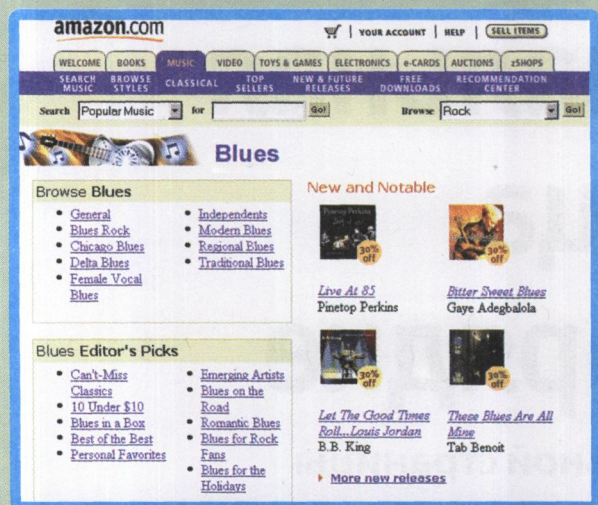 amazon.com
YOUR ACCOUNT | HELP | SELL ITEMS
WELCOME BOOKS MUSIC VIDEO TOYS & GAMES ELECTRONICS e-CARDS AUCTIONS zSHOPS
SEARCH MUSIC BROWSE STYLES CLASSICAL TOP SELLERS NEW & FUTURE RELEASES FREE DOWNLOADS RECOMMENDATION CENTER
Search Popular Music for Go! Browse Rock Go!
Blues
Browse Blues
• General
• Blues Rock
• Chicago Blues
• Delta Blues
• Female Vocal
Blues
• Independents
• Modern Blues
• Regional Blues
• Traditional Blues
Blues Editor's Picks
• Can't-Miss
Classics
• 10 Under $10
• Blues in a Box
• Best of the Best
• Personal Favorites
• Emerging Artists
• Blues on the
Road
• Romantic Blues
• Blues for Rock
Fans
• Blues for the
Holidays
New and Notable
Pinetop Perkins
30%
off
Live At 85
Pinetop Perkins
30%
off
Bitter Sweet Blues
Gaye Adegbalola
30%
off
Let The Good Times
Roll...Louis Jordan
B.B. King
30%
off
These Blues Are All
Mine
Tab Benoit
More new releases